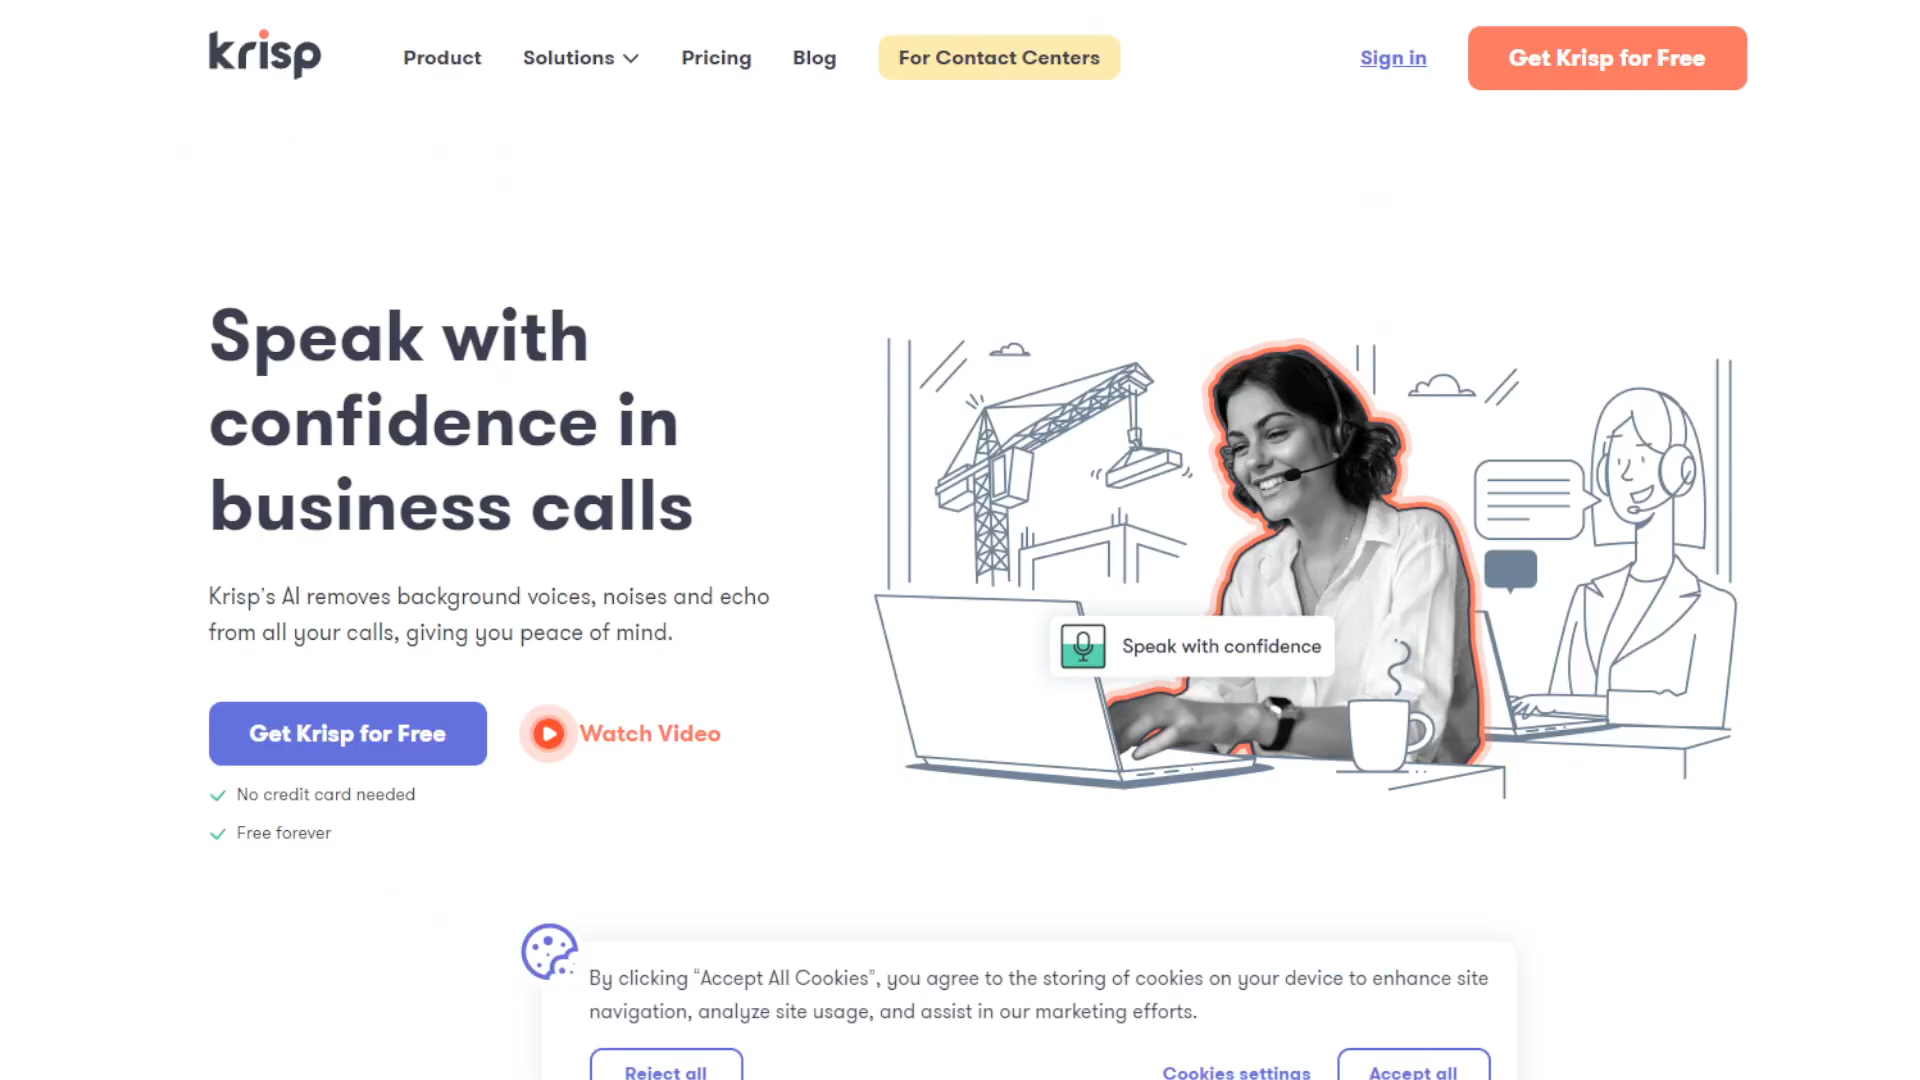 krisp
Product
Solutions
Pricing
Blog
For Contact Centers
Sign in
Get Krisp for Free
Speak with
confidence in
business calls
Krisp's AI removes background voices, noises and echo
from all your calls, giving you peace of mind.
Get Krisp for Free
Watch Video
No credit card needed
Free forever
Speak with confidence
By clicking “Accept All Cookies”, you agree to the storing of cookies on your device to enhance site
navigation, analyze site usage, and assist in our marketing efforts.
Reject all
Cookies settings
Accept all